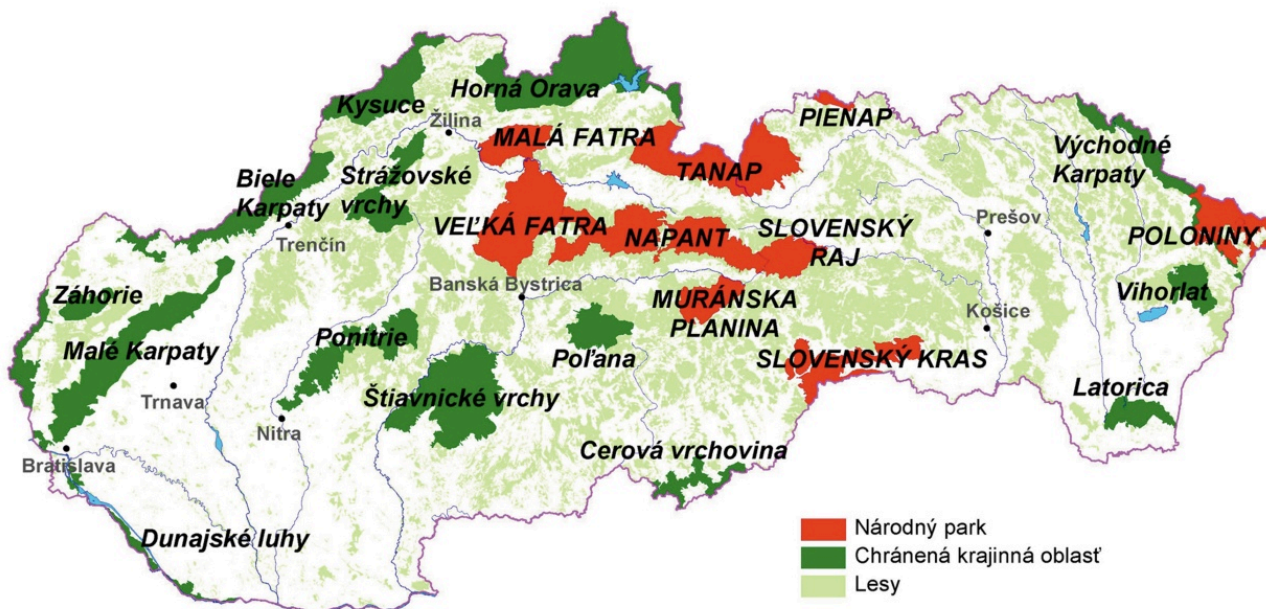 Horná Orava
Kysuce
Žilina
PIENAP
MALÁ FATRA
Východné
Karpaty
TANAP
Strážovské
vrchy
Biele
Karpaty
Trenčín
VEĽKÁ FATRA
NAPANT
SLOVENSKÝ
RAJ
Prešov
POLONINY
Banská Bystrica
Záhorie
MURÁNSKA
PLANINA
Vihorlat
Košice
Malé Karpaty
Ponitrie
Poľana
SLOVENSKÝ KRAS
Trnava
Štiavnické vrchy
Latorica
Nitra
Cerová vrchovina
Bratislava
Dunajské luhy
Národný park
Chránená krajinná oblasť
Lesy